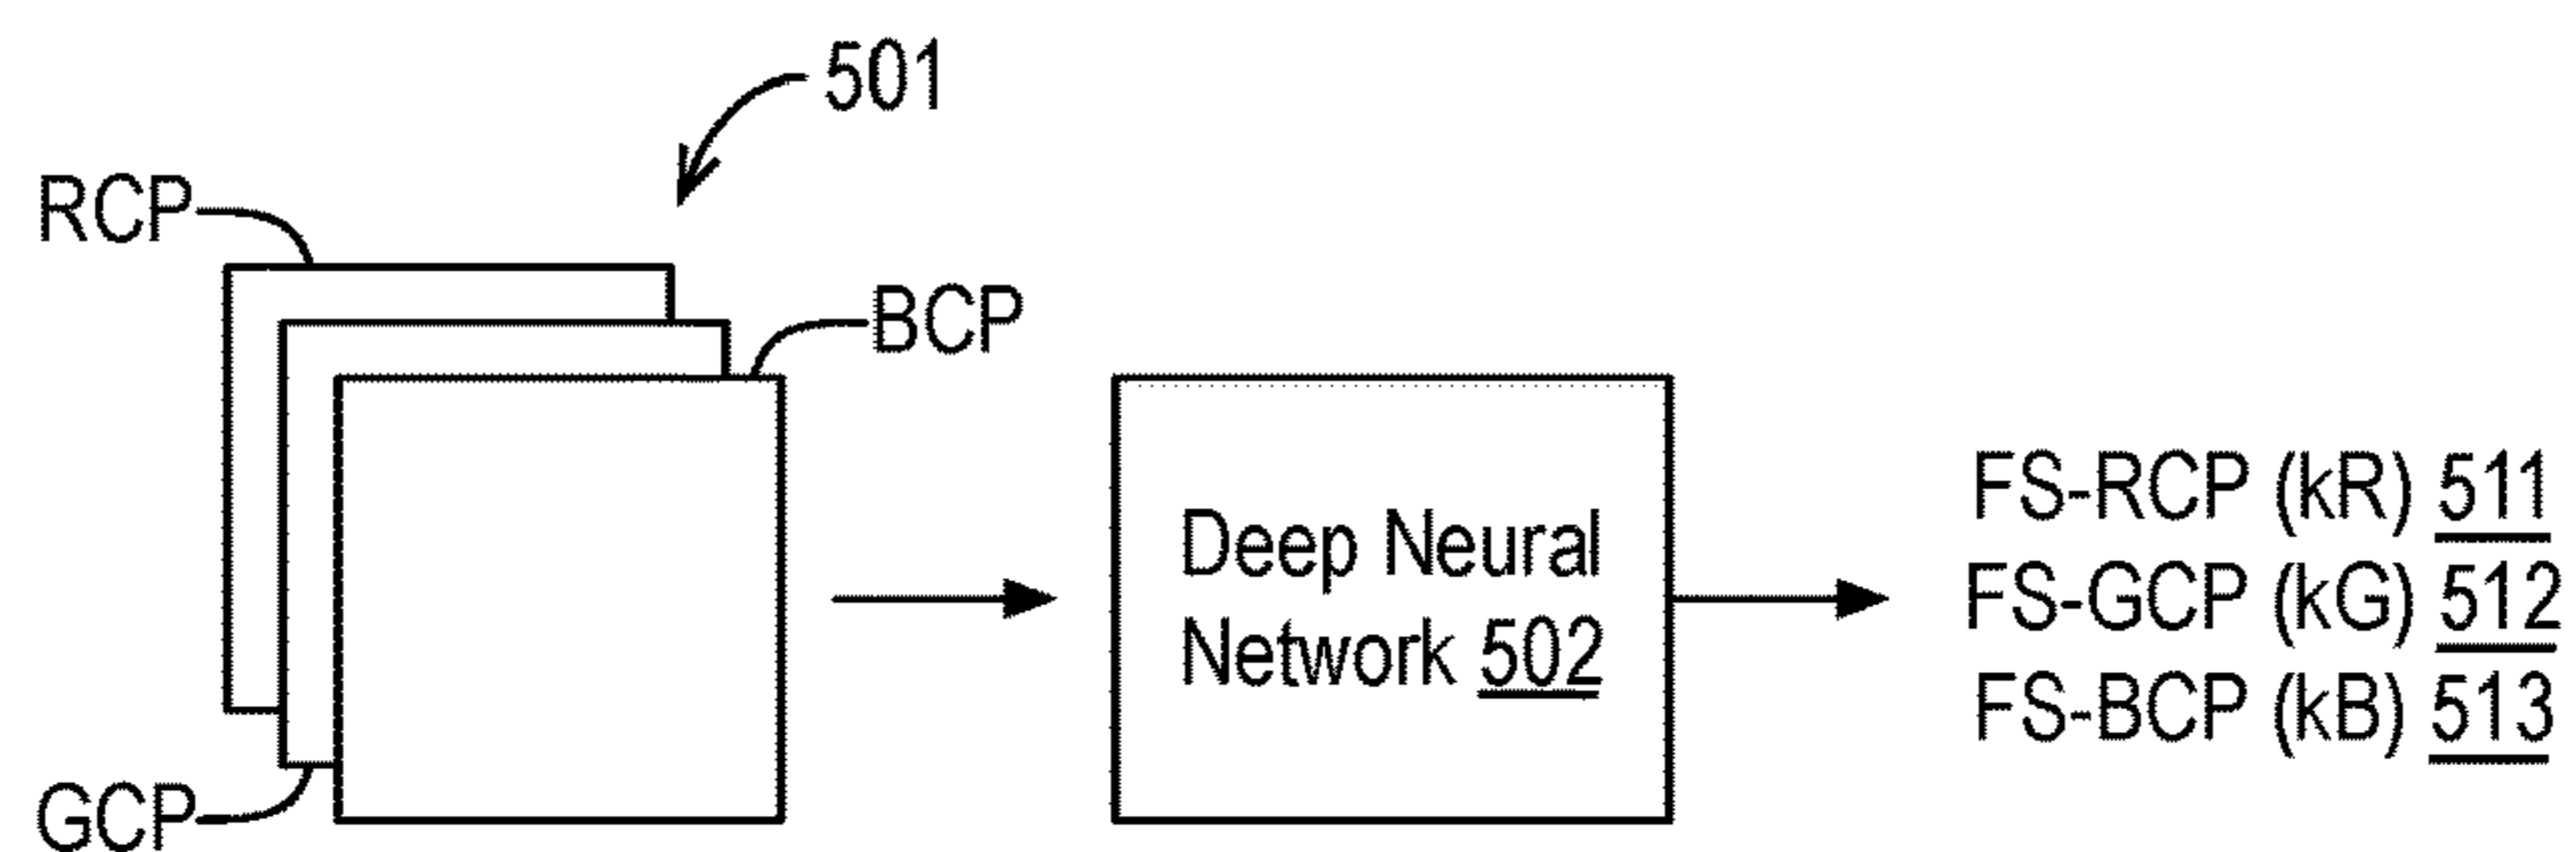 501
RCP
BCP
GCP
Deep Neural
Network 502
FS-RCP (kR) 511
FS-GCP (kG) 512
FS-BCP (kB) 513